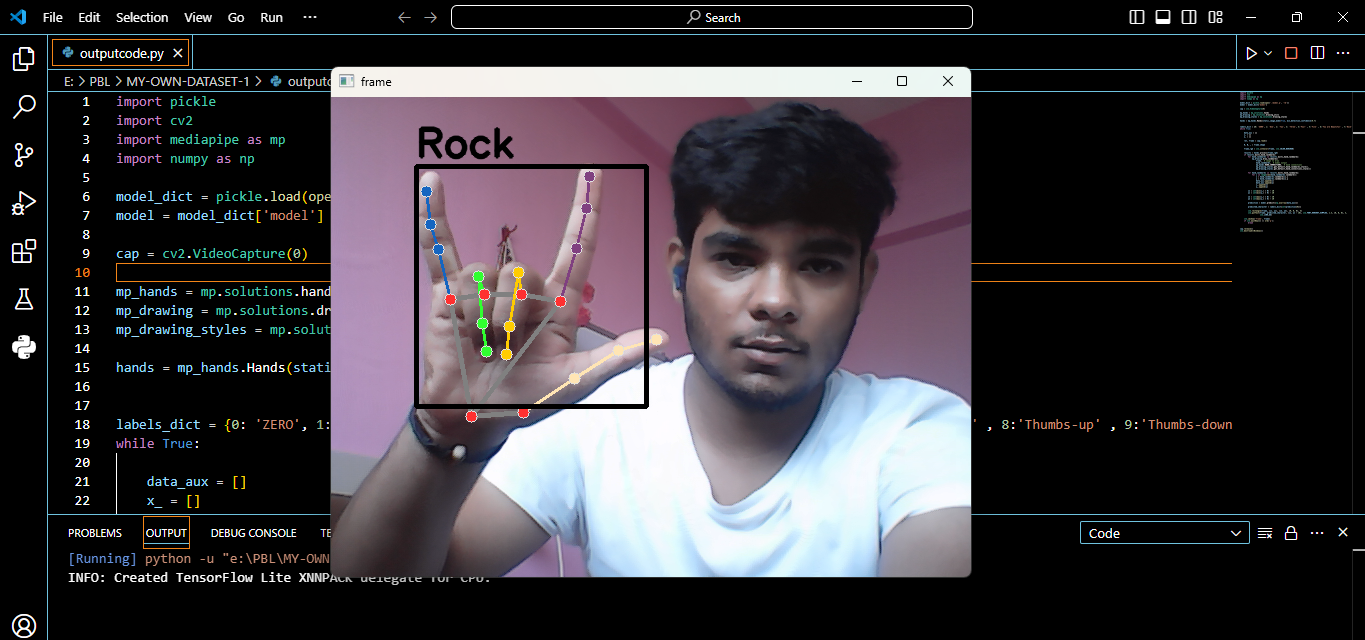 File Edit Selection View Go Run ··· Search
outputcode.py
E: > PBL > MY-OWN-DATASET-1 >
frame
Rock
1 import pickle
2 import cv2
3 import mediapipe as mp
4 import numpy as np
5
6 model_dict = pickle.load(ope
7 model = model_dict['model']
8
9 cap = cv2.VideoCapture(0)
10
11 mp_hands = mp.solutions.hand
12 mp_drawing = mp.solutions.dr
13 mp_drawing_styles = mp.solut
14
15 hands = mp_hands.Hands(stati
16
17
18 labels_dict = {0: 'ZERO', 1: ' , 8:'Thumbs-up' , 9:'Thumbs-down
19 while True:
20
21 data_aux = []
22 x_ = []
PROBLEMS OUTPUT DEBUG CONSOLE TE Code
[Running] python -u "e:\PBL\MY-OWN
INFO: Created TensorFlow Lite XNNPACK delegate for CPU.